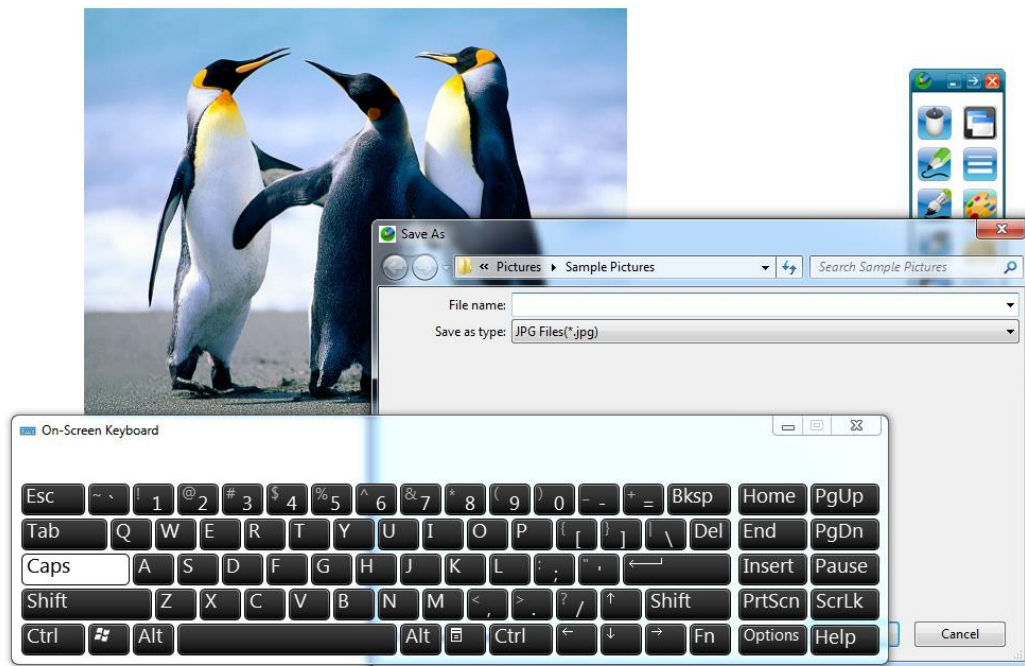 Save As
« Pictures ▸ Sample Pictures
Search Sample Pictures
File name:
Save as type: JPG Files(*.jpg)
On-Screen Keyboard
Esc ~ ` ! 1 @ 2 # 3 $ 4 % 5 ^ 6 & 7 * 8 ( 9 ) 0 _ - + = Bksp Home PgUp
Tab Q W E R T Y U I O P { [ } ] | \ Del End PgDn
Caps A S D F G H J K L : ; " ' Insert Pause
Shift Z X C V B N M < , > . ? / ↑ Shift PrtScn ScrLk
Ctrl Alt Alt Ctrl ← ↓ → Fn Options Help
Cancel